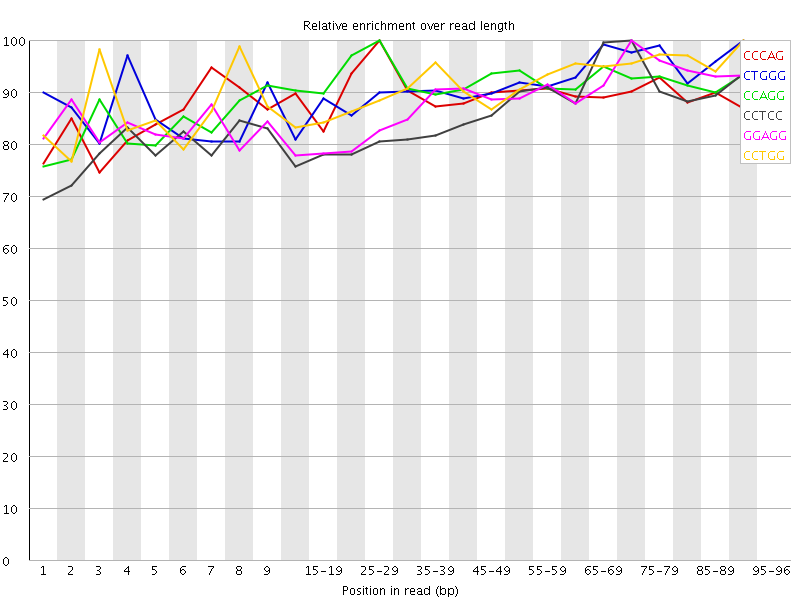 Relative enrichment over read length
100
90
80
70
60
50
40
30
20
10
0
CCCAG
CTGGG
CCAGG
CCTCC
GGAGG
CCTGG
1 2 3 4 5 6 7 8 9 15-19 25-29 35-39 45-49 55-59 65-69 75-79 85-89 95-96
Position in read (bp)